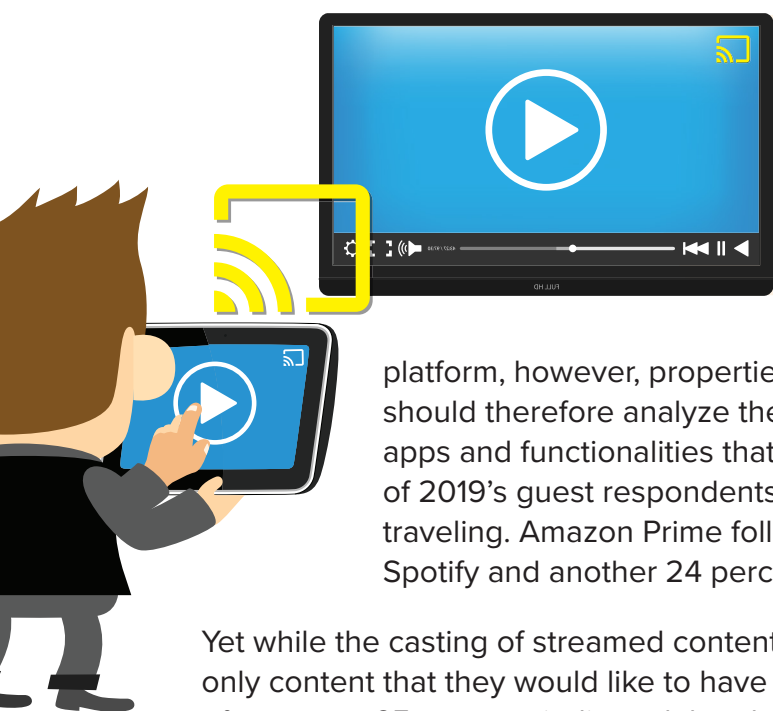 FULL HD
platform, however, propertie
should therefore analyze the
apps and functionalities that
of 2019's guest respondents
traveling. Amazon Prime foll
Spotify and another 24 perc
Yet while the casting of streamed content
only content that they would like to have